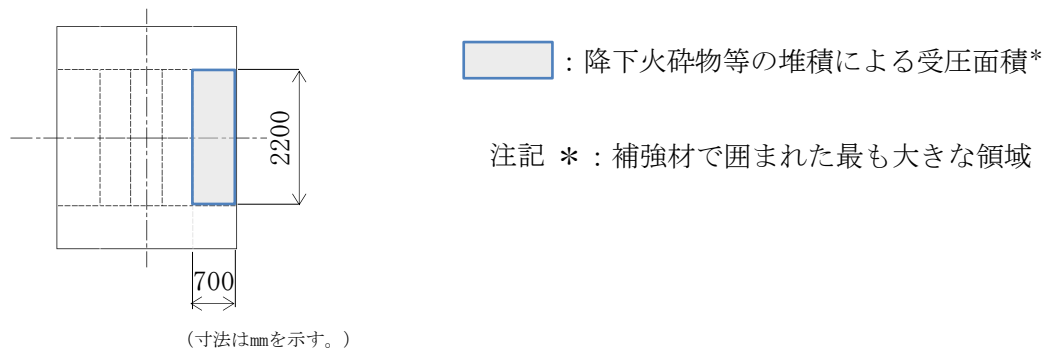 ：降下火砕物等の堆積による受圧面積*
注記 ＊：補強材で囲まれた最も大きな領域
2200
700
(寸法は㎜を示す。)